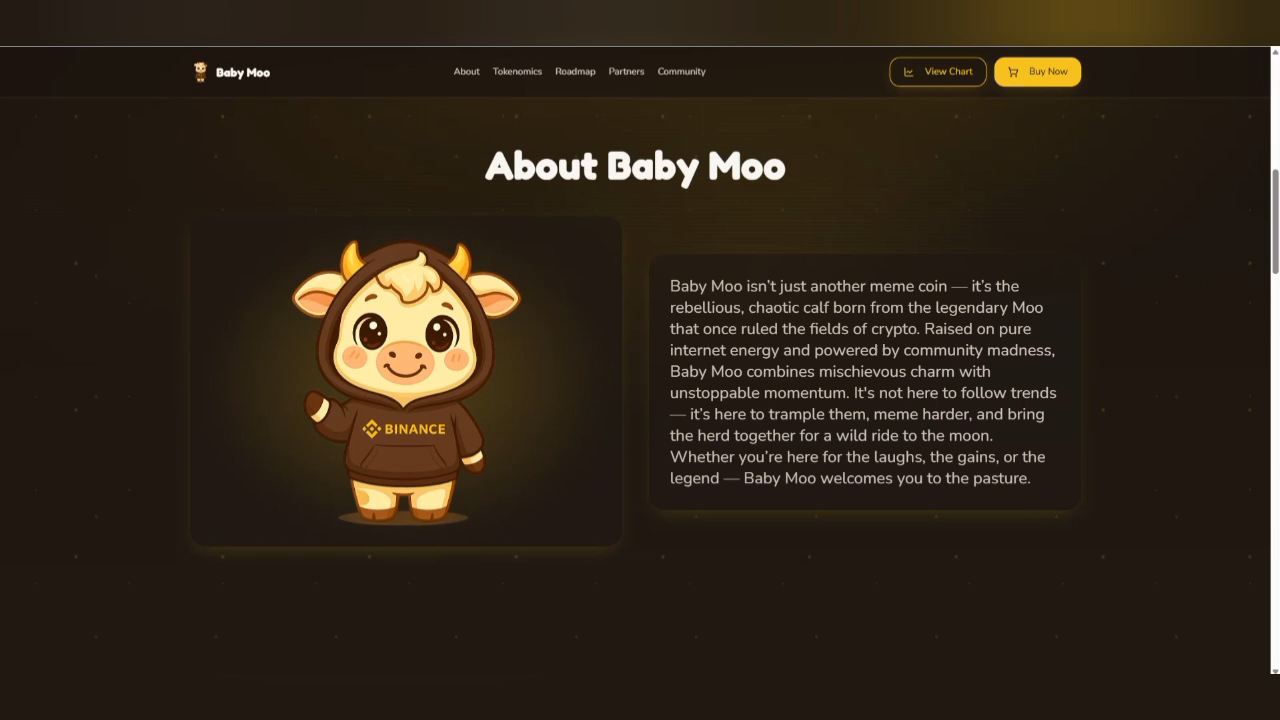 Baby Moo
About
Tokenomics
Roadmap
Partners
Community
View Chart
Buy Now
About Baby Moo
BINANCE
Baby Moo isn’t just another meme coin — it’s the
rebellious, chaotic calf born from the legendary Moo
that once ruled the fields of crypto. Raised on pure
internet energy and powered by community madness,
Baby Moo combines mischievous charm with
unstoppable momentum. It's not here to follow trends
— it’s here to trample them, meme harder, and bring
the herd together for a wild ride to the moon.
Whether you’re here for the laughs, the gains, or the
legend — Baby Moo welcomes you to the pasture.